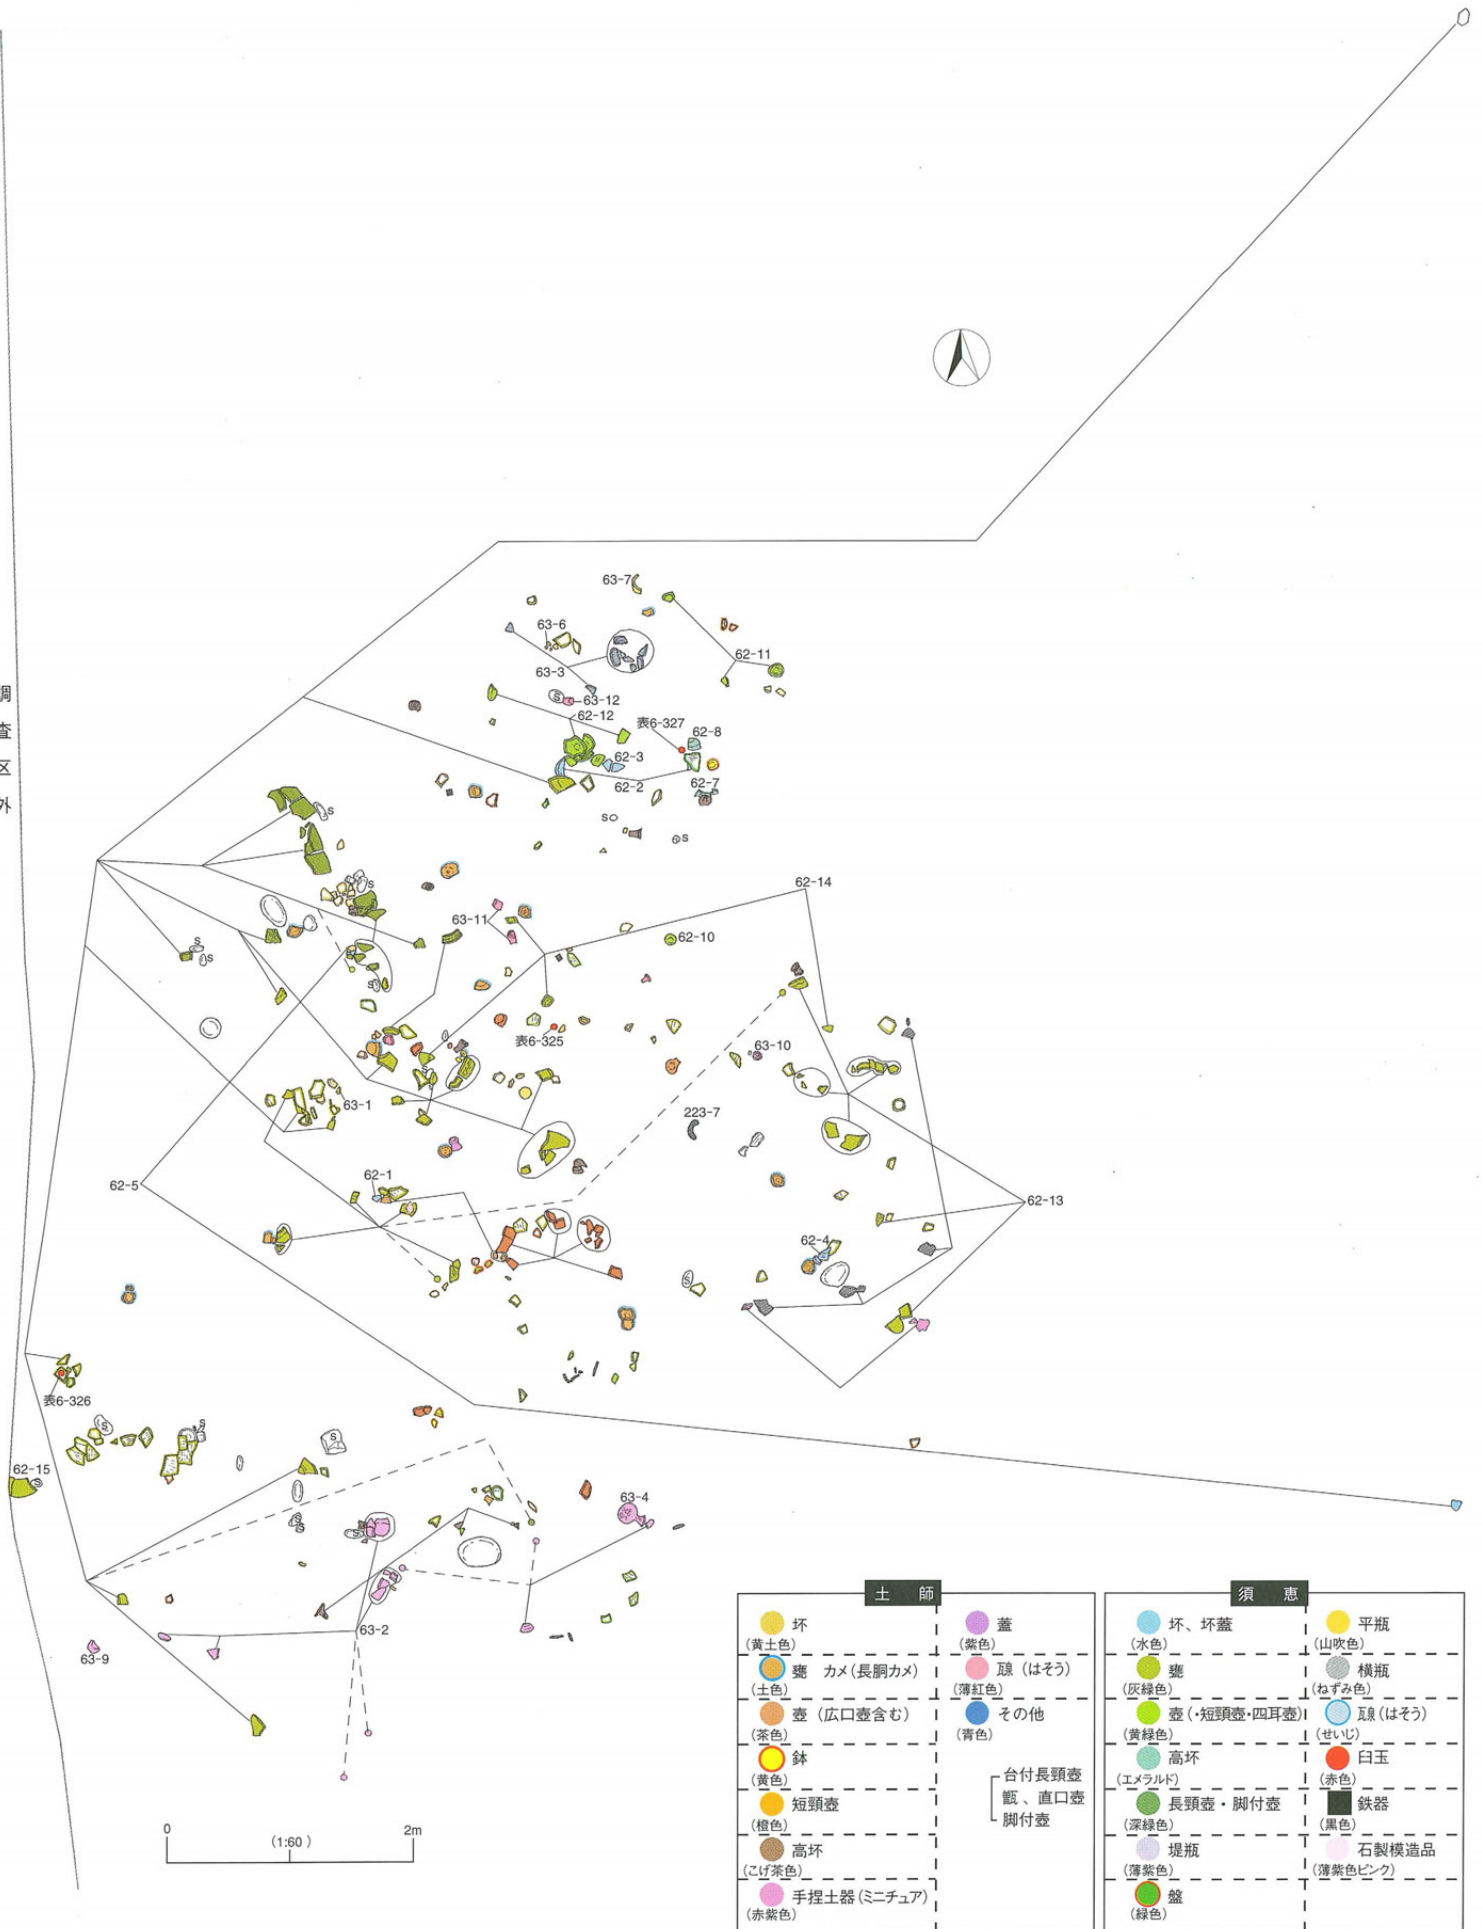 調
査
区
外
63-7
63-6
62-11
63-3
S
63-12
62-12
表6-327
62-8
62-3
62-2
62-7
S
S
S
62-14
S
63-11
62-10
S
S
S
表6-325
63-10
63-1
223-7
62-5
62-1
62-13
62-4
S
表6-326
S
S
S
62-15
63-4
S
S
S
63-2
63-9
0
(1:60)
2m
土 師
坏
(黄土色)
蓋
(紫色)
甕 カメ(長胴カメ)
(土色)
𤭯(はそう)
(薄紅色)
壺(広口壺含む)
(茶色)
その他
(青色)
鉢
(黄色)
短頸壺
(橙色)
台付長頸壺
甑、直口壺
脚付壺
高坏
(こげ茶色)
手捏土器(ミニチュア)
(赤紫色)
須 恵
坏、坏蓋
(水色)
平瓶
(山吹色)
甕
(灰緑色)
横瓶
(ねずみ色)
壺(・短頸壺・四耳壺)
(黄緑色)
𤭯(はそう)
(せいじ)
高坏
(エメラルド)
臼玉
(赤色)
長頸壺・脚付壺
(深緑色)
鉄器
(黒色)
堤瓶
(薄紫色)
石製模造品
(薄紫色ピンク)
盤
(緑色)